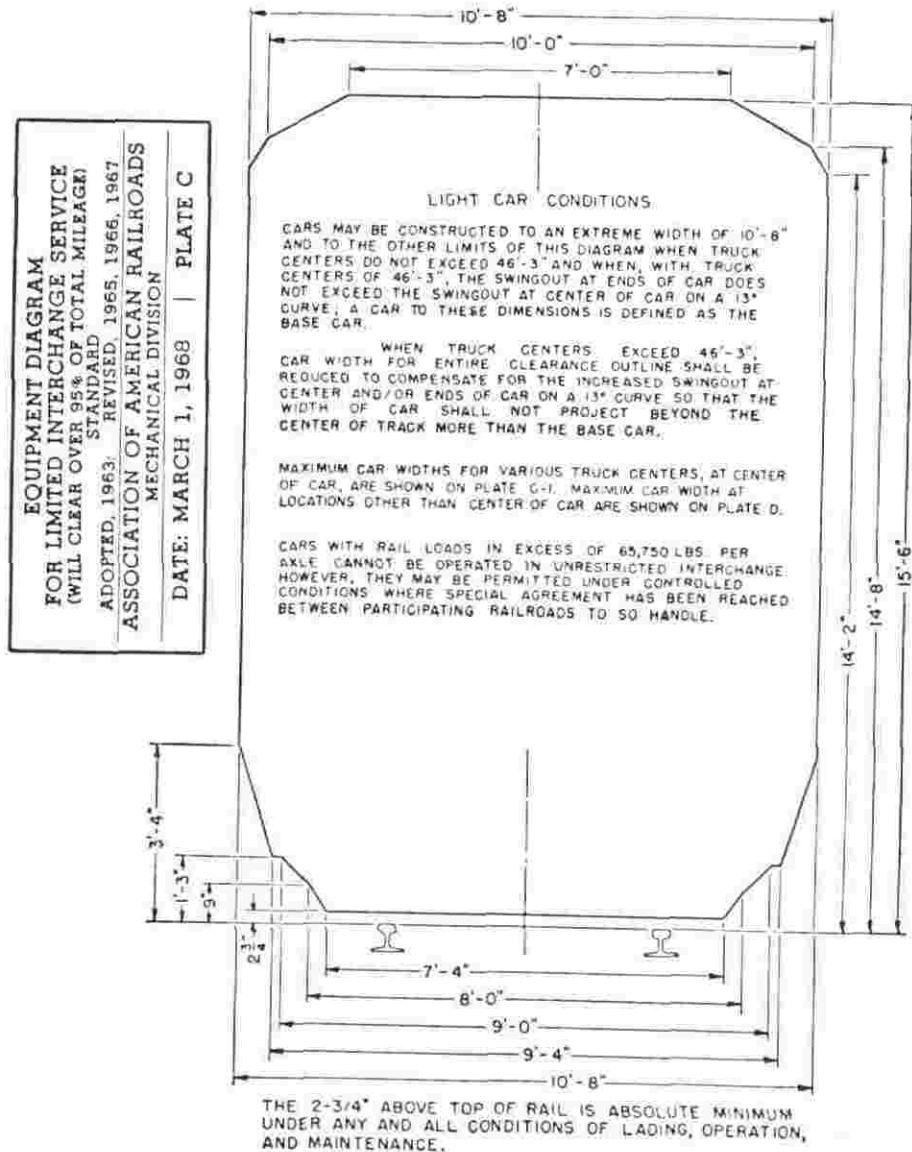 10'-8"
10'-0"
7'-0"
EQUIPMENT DIAGRAM
FOR LIMITED INTERCHANGE SERVICE
(WILL CLEAR OVER 95% OF TOTAL MILEAGE)
STANDARD
ADOPTED, 1963; REVISED, 1965, 1966, 1967
ASSOCIATION OF AMERICAN RAILROADS
MECHANICAL DIVISION
DATE: MARCH 1, 1968 | PLATE C
LIGHT CAR CONDITIONS
CARS MAY BE CONSTRUCTED TO AN EXTREME WIDTH OF 10'-8"
AND TO THE OTHER LIMITS OF THIS DIAGRAM WHEN TRUCK
CENTERS DO NOT EXCEED 46'-3" AND WHEN, WITH TRUCK
CENTERS OF 46'-3", THE SWINGOUT AT ENDS OF CAR DOES
NOT EXCEED THE SWINGOUT AT CENTER OF CAR ON A 13°
CURVE; A CAR TO THESE DIMENSIONS IS DEFINED AS THE
BASE CAR.
WHEN TRUCK CENTERS EXCEED 46'-3",
CAR WIDTH FOR ENTIRE CLEARANCE OUTLINE SHALL BE
REDUCED TO COMPENSATE FOR THE INCREASED SWINGOUT AT
CENTER AND/OR ENDS OF CAR ON A 13° CURVE SO THAT THE
WIDTH OF CAR SHALL NOT PROJECT BEYOND THE
CENTER OF TRACK MORE THAN THE BASE CAR.
MAXIMUM CAR WIDTHS FOR VARIOUS TRUCK CENTERS, AT CENTER
OF CAR, ARE SHOWN ON PLATE C-1. MAXIMUM CAR WIDTH AT
LOCATIONS OTHER THAN CENTER OF CAR ARE SHOWN ON PLATE D.
CARS WITH RAIL LOADS IN EXCESS OF 65,750 LBS. PER
AXLE CANNOT BE OPERATED IN UNRESTRICTED INTERCHANGE.
HOWEVER, THEY MAY BE PERMITTED UNDER CONTROLLED
CONDITIONS WHERE SPECIAL AGREEMENT HAS BEEN REACHED
BETWEEN PARTICIPATING RAILROADS TO SO HANDLE.
14'-2"
14'-8"
15'-6"
3'-4"
1'-3"
9"
2 3/4"
7'-4"
8'-0"
9'-0"
9'-4"
10'-8"
THE 2-3/4" ABOVE TOP OF RAIL IS ABSOLUTE MINIMUM
UNDER ANY AND ALL CONDITIONS OF LADING, OPERATION,
AND MAINTENANCE.